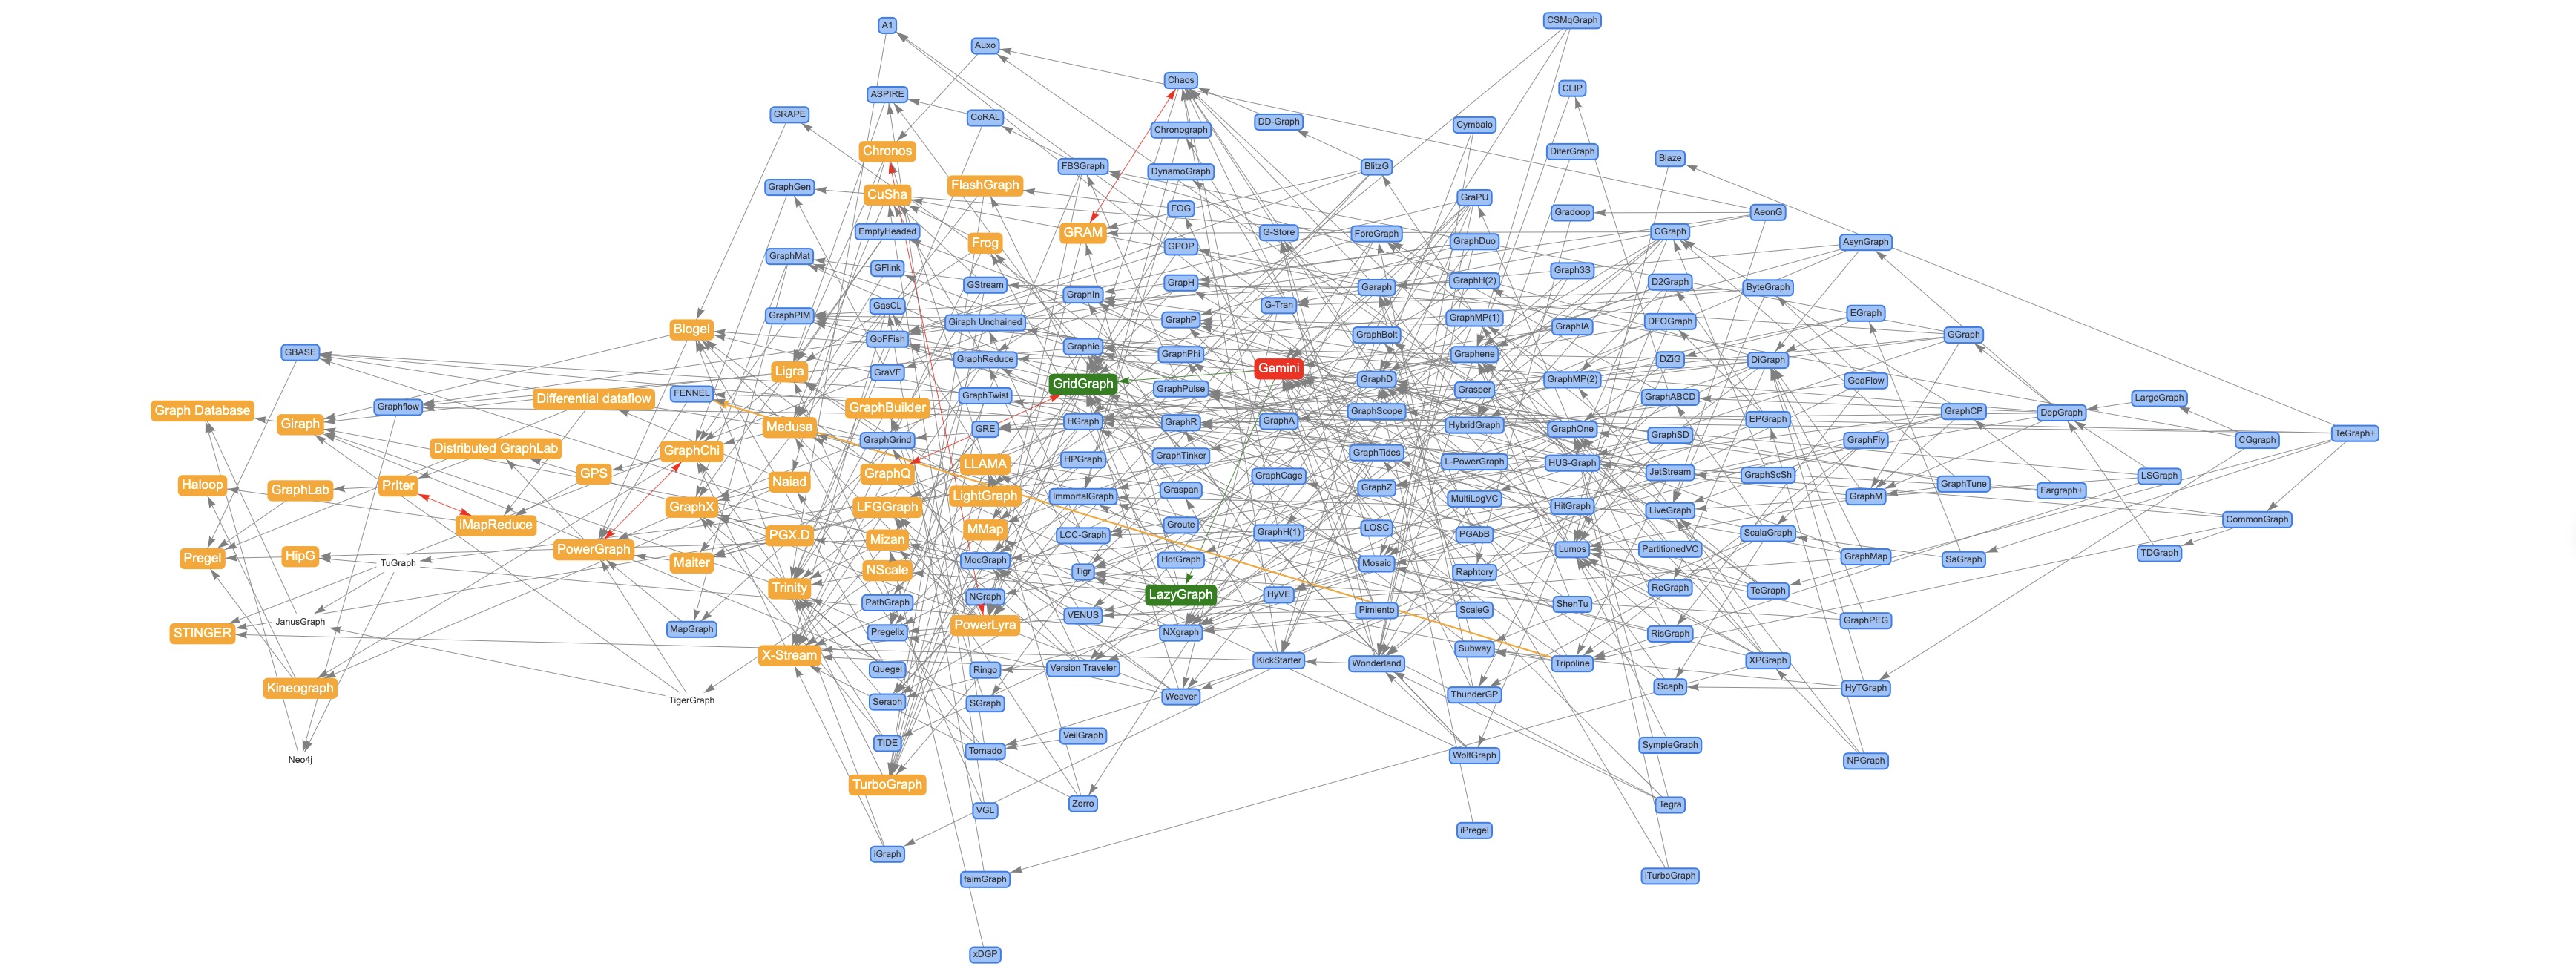 Graph Database
Haloop
Pregel
STINGER
GBASE
Giraph
GraphLab
HipG
JanusGraph
Kineograph
Neo4j
Graphflow
PrIter
TuGraph
Distributed GraphLab
iMapReduce
Differential dataflow
GPS
PowerGraph
Blogel
FENNEL
GraphChi
GraphX
Maiter
MapGraph
TigerGraph
GRAPE
GraphGen
GraphMat
GraphPIM
Ligra
Medusa
Naiad
PGX.D
Trinity
X-Stream
A1
ASPIRE
Chronos
CuSha
EmptyHeaded
GFlink
GasCL
GoFFish
GraVF
GraphBuilder
GraphGrind
GraphQ
LFGGraph
Mizan
NScale
PathGraph
Pregelix
Quegel
Seraph
TIDE
TurboGraph
iGraph
Auxo
CoRAL
FlashGraph
Frog
GStream
Giraph Unchained
GraphReduce
GraphTwist
GRE
LLAMA
LightGraph
MMap
MocGraph
NGraph
PowerLyra
Ringo
SGraph
Tornado
VGL
faimGraph
xDGP
FBSGraph
GRAM
GraphIn
Graphie
GridGraph
HGraph
HPGraph
ImmortalGraph
LCC-Graph
Tigr
VENUS
Version Traveler
VeilGraph
Zorro
Chaos
Chronograph
DynamoGraph
FOG
GPOP
GraphH
GraphP
GraphPhi
GraphPulse
GraphR
GraphTinker
Graspan
Groute
HotGraph
LazyGraph
NXgraph
Weaver
DD-Graph
G-Store
G-Tran
Gemini
GraphA
GraphCage
GraphH(1)
HyVE
KickStarter
BlitzG
ForeGraph
Garaph
GraphBolt
GraphD
GraphScope
GraphTides
GraphZ
LOSC
Mosaic
Pimiento
Wonderland
Cymbalo
GraPU
GraphDuo
GraphH(2)
GraphMP(1)
Graphene
Grasper
HybridGraph
L-PowerGraph
MultiLogVC
PGAbB
Raphtory
ScaleG
Subway
ThunderGP
WolfGraph
iPregel
CSMqGraph
CLIP
DiterGraph
Gradoop
Graph3S
GraphIA
GraphMP(2)
GraphOne
HUS-Graph
HitGraph
Lumos
ShenTu
Tripoline
Blaze
CGraph
D2Graph
DFOGraph
DZiG
GraphABCD
GraphSD
JetStream
LiveGraph
PartitionedVC
ReGraph
RisGraph
Scaph
SympleGraph
Tegra
iTurboGraph
AeonG
ByteGraph
DiGraph
EPGraph
GraphScSh
ScalaGraph
TeGraph
XPGraph
AsynGraph
EGraph
GeaFlow
GraphFly
GraphM
GraphMap
GraphPEG
HyTGraph
NPGraph
GGraph
GraphCP
GraphTune
SaGraph
DepGraph
Fargraph+
LargeGraph
LSGraph
TDGraph
CGgraph
CommonGraph
TeGraph+